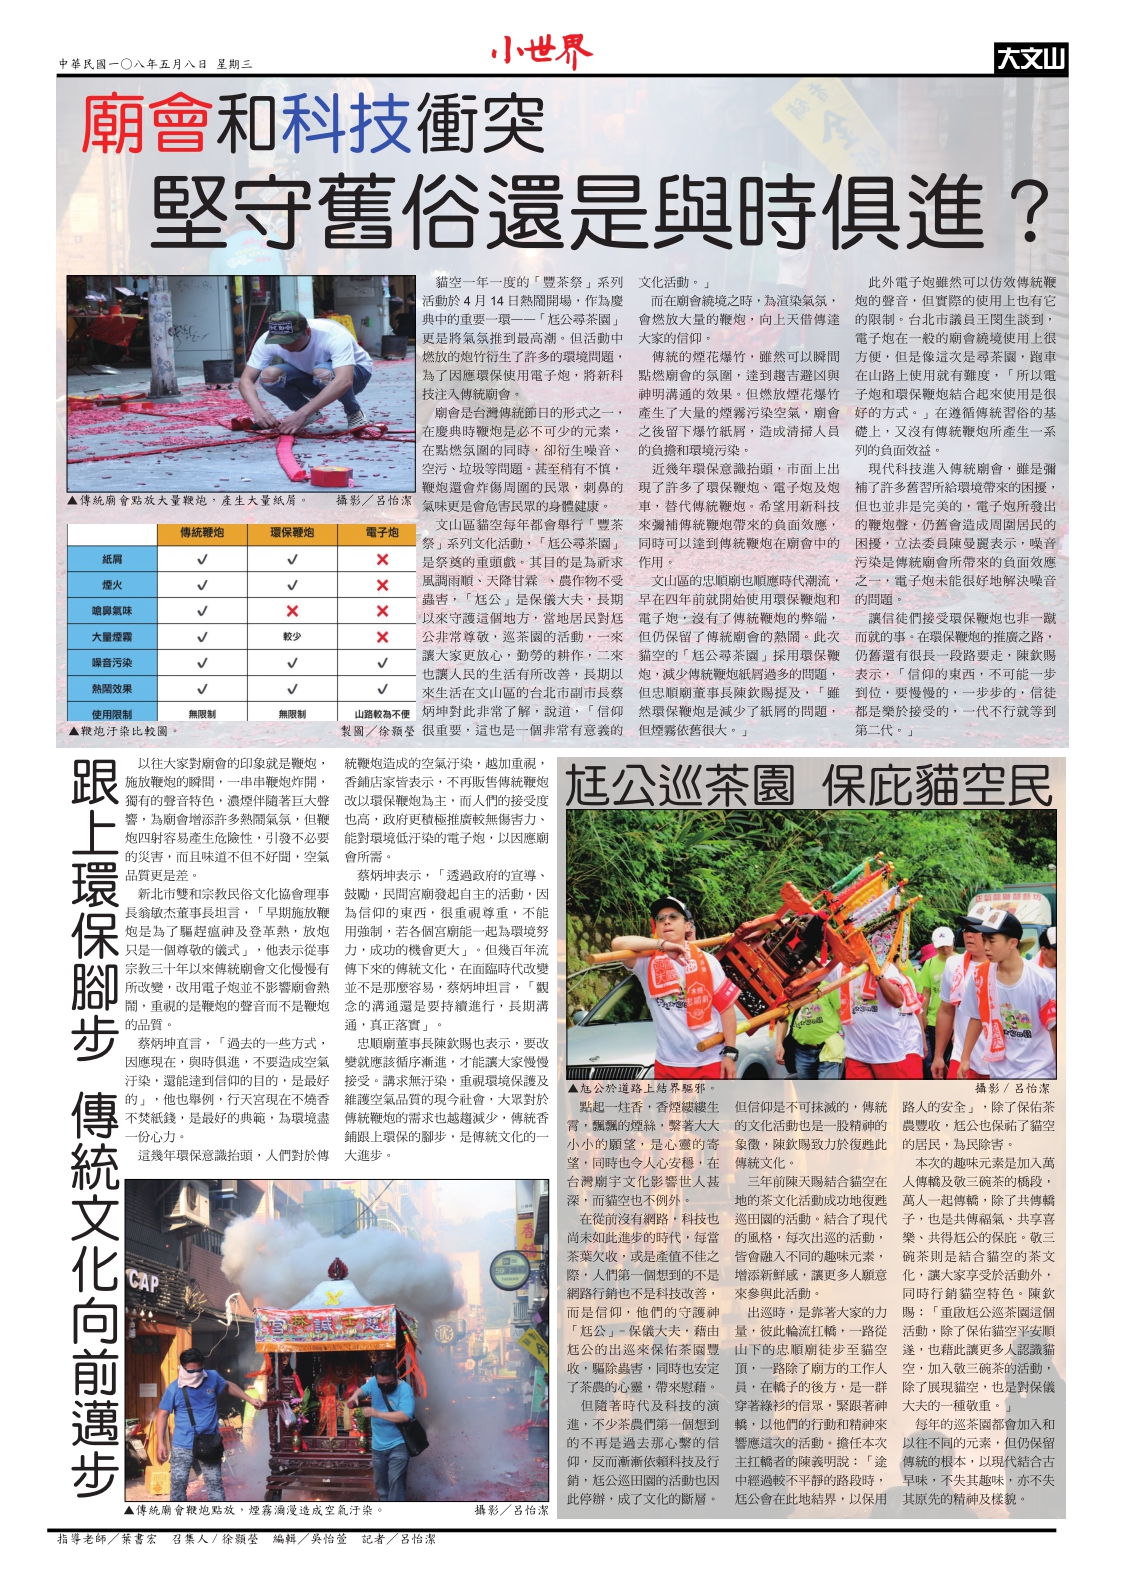 中華民國一〇八年五月八日 星期三
小世界
大文山
廟會和科技衝突
堅守舊俗還是與時俱進？
▲傳統廟會點放大量鞭炮，產生大量紙屑。 攝影／呂怡潔
傳統鞭炮 環保鞭炮 電子炮
紙屑 ✓ ✓ ✕
煙火 ✓ ✓ ✕
嗆鼻氣味 ✓ ✕ ✕
大量煙霧 ✓ 較少 ✕
噪音污染 ✓ ✓ ✓
熱鬧效果 ✓ ✓ ✓
使用限制 無限制 無限制 山路較為不便
▲鞭炮汙染比較圖。 製圖／徐顥瑩
貓空一年一度的「豐茶祭」系列
活動於 4 月 14 日熱鬧開場，作為慶
典中的重要一環——「尪公尋茶園」
更是將氣氛推到最高潮。但活動中
燃放的炮竹衍生了許多的環境問題，
為了因應環保使用電子炮，將新科
技注入傳統廟會。
廟會是台灣傳統節日的形式之一，
在慶典時鞭炮是必不可少的元素，
在點燃氛圍的同時，卻衍生噪音、
空汚、垃圾等問題。甚至稍有不慎，
鞭炮還會炸傷周圍的民眾，刺鼻的
氣味更是會危害民眾的身體健康。
文山區貓空每年都會舉行「豐茶
祭」系列文化活動，「尪公尋茶園」
是祭奠的重頭戲。其目的是為祈求
風調雨順、天降甘霖 、農作物不受
蟲害，「尪公」是保儀大夫，長期
以來守護這個地方，當地居民對尪
公非常尊敬，巡茶園的活動，一來
讓大家更放心，勤勞的耕作，二來
也讓人民的生活有所改善，長期以
來生活在文山區的台北市副市長蔡
炳坤對此非常了解，說道，「信仰
很重要，這也是一個非常有意義的
文化活動。」
而在廟會繞境之時，為渲染氣氛，
會燃放大量的鞭炮，向上天借傳達
大家的信仰。
傳統的煙花爆竹，雖然可以瞬間
點燃廟會的氛圍，達到趨吉避凶與
神明溝通的效果。但燃放煙花爆竹
產生了大量的煙霧污染空氣，廟會
之後留下爆竹紙屑，造成清掃人員
的負擔和環境污染。
近幾年環保意識抬頭，市面上出
現了許多了環保鞭炮、電子炮及炮
車，替代傳統鞭炮。希望用新科技
來彌補傳統鞭炮帶來的負面效應，
同時可以達到傳統鞭炮在廟會中的
作用。
文山區的忠順廟也順應時代潮流，
早在四年前就開始使用環保鞭炮和
電子炮，沒有了傳統鞭炮的弊端，
但仍保留了傳統廟會的熱鬧。此次
貓空的「尪公尋茶園」採用環保鞭
炮，減少傳統鞭炮紙屑過多的問題，
但忠順廟董事長陳欽賜提及，「雖
然環保鞭炮是減少了紙屑的問題，
但煙霧依舊很大。」
此外電子炮雖然可以仿效傳統鞭
炮的聲音，但實際的使用上也有它
的限制。台北市議員王閔生談到，
電子炮在一般的廟會繞境使用上很
方便，但是像這次是尋茶園，跑車
在山路上使用就有難度，「所以電
子炮和環保鞭炮結合起來使用是很
好的方式。」在遵循傳統習俗的基
礎上，又沒有傳統鞭炮所產生一系
列的負面效益。
現代科技進入傳統廟會，雖是彌
補了許多舊習所給環境帶來的困擾，
但也並非是完美的，電子炮所發出
的鞭炮聲，仍舊會造成周圍居民的
困擾，立法委員陳曼麗表示，噪音
污染是傳統廟會所帶來的負面效應
之一，電子炮未能很好地解決噪音
的問題。
讓信徒們接受環保鞭炮也非一蹴
而就的事。在環保鞭炮的推廣之路，
仍舊還有很長一段路要走，陳欽賜
表示，「信仰的東西，不可能一步
到位，要慢慢的，一步步的，信徒
都是樂於接受的，一代不行就等到
第二代。」
跟上環保腳步 傳統文化向前邁步
以往大家對廟會的印象就是鞭炮，
施放鞭炮的瞬間，一串串鞭炮炸開，
獨有的聲音特色，濃煙伴隨著巨大聲
響，為廟會增添許多熱鬧氣氛，但鞭
炮四射容易產生危險性，引發不必要
的災害，而且味道不但不好聞，空氣
品質更是差。
新北市雙和宗教民俗文化協會理事
長翁敏杰董事長坦言，「早期施放鞭
炮是為了驅趕瘟神及登革熱，放炮
只是一個尊敬的儀式」，他表示從事
宗教三十年以來傳統廟會文化慢慢有
所改變，改用電子炮並不影響廟會熱
鬧，重視的是鞭炮的聲音而不是鞭炮
的品質。
蔡炳坤直言，「過去的一些方式，
因應現在，與時俱進，不要造成空氣
汙染，還能達到信仰的目的，是最好
的」，他也舉例，行天宮現在不燒香
不焚紙錢，是最好的典範，為環境盡
一份心力。
這幾年環保意識抬頭，人們對於傳
統鞭炮造成的空氣汙染，越加重視，
香鋪店家皆表示，不再販售傳統鞭炮
改以環保鞭炮為主，而人們的接受度
也高，政府更積極推廣較無傷害力、
能對環境低汙染的電子炮，以因應廟
會所需。
蔡炳坤表示，「透過政府的宣導、
鼓勵，民間宮廟發起自主的活動，因
為信仰的東西，很重視尊重，不能
用強制，若各個宮廟能一起為環境努
力，成功的機會更大」。但幾百年流
傳下來的傳統文化，在面臨時代改變
並不是那麼容易，蔡炳坤坦言，「觀
念的溝通還是要持續進行，長期溝
通，真正落實」。
忠順廟董事長陳欽賜也表示，要改
變就應該循序漸進，才能讓大家慢慢
接受。講求無汙染，重視環境保護及
維護空氣品質的現今社會，大眾對於
傳統鞭炮的需求也越趨減少，傳統香
鋪跟上環保的腳步，是傳統文化的一
大進步。
CAP
香鋪
▲傳統廟會鞭炮點放，煙霧瀰漫造成空氣汙染。 攝影／呂怡潔
尪公巡茶園 保庇貓空民
▲尪公於道路上結界驅邪。 攝影／呂怡潔
點起一炷香，香煙縷縷生
霄，飄飄的煙絲，繫著大大
小小的願望，是心靈的寄
望，同時也令人心安穩，在
台灣廟宇文化影響世人甚
深，而貓空也不例外。
在從前沒有網路，科技也
尚未如此進步的時代，每當
茶葉欠收，或是產值不佳之
際，人們第一個想到的不是
網路行銷也不是科技改善，
而是信仰，他們的守護神
「尪公」- 保儀大夫，藉由
尪公的出巡來保佑茶園豐
收，驅除蟲害，同時也安定
了茶農的心靈，帶來慰藉。
但隨著時代及科技的演
進，不少茶農們第一個想到
的不再是過去那心繫的信
仰，反而漸漸依賴科技及行
銷，尪公巡田園的活動也因
此停辦，成了文化的斷層。
但信仰是不可抹滅的，傳統
的文化活動也是一股精神的
象徵，陳欽賜致力於復甦此
傳統文化。
三年前陳天賜結合貓空在
地的茶文化活動成功地復甦
巡田園的活動。結合了現代
的風格，每次出巡的活動，
皆會融入不同的趣味元素，
增添新鮮感，讓更多人願意
來參與此活動。
出巡時，是靠著大家的力
量，彼此輪流扛轎，一路從
山下的忠順廟徒步至貓空
頂，一路除了廟方的工作人
員，在轎子的後方，是一群
穿著綠衫的信眾，緊跟著神
轎，以他們的行動和精神來
響應這次的活動。擔任本次
主扛轎者的陳義明說：「途
中經過較不平靜的路段時，
尪公會在此地結界，以保用
路人的安全」，除了保佑茶
農豐收，尪公也保祐了貓空
的居民，為民除害。
本次的趣味元素是加入萬
人傳轎及敬三碗茶的橋段，
萬人一起傳轎，除了共傳轎
子，也是共傳福氣、共享喜
樂、共得尪公的保庇。敬三
碗茶則是結合貓空的茶文
化，讓大家享受於活動外，
同時行銷貓空特色。陳欽
賜：「重啟尪公巡茶園這個
活動，除了保佑貓空平安順
遂，也藉此讓更多人認識貓
空，加入敬三碗茶的活動，
除了展現貓空，也是對保儀
大夫的一種敬重。」
每年的巡茶園都會加入和
以往不同的元素，但仍保留
傳統的根本，以現代結合古
早味，不失其趣味，亦不失
其原先的精神及樣貌。
指導老師／葉書宏 召集人／徐顥瑩 編輯／吳怡萱 記者／呂怡潔